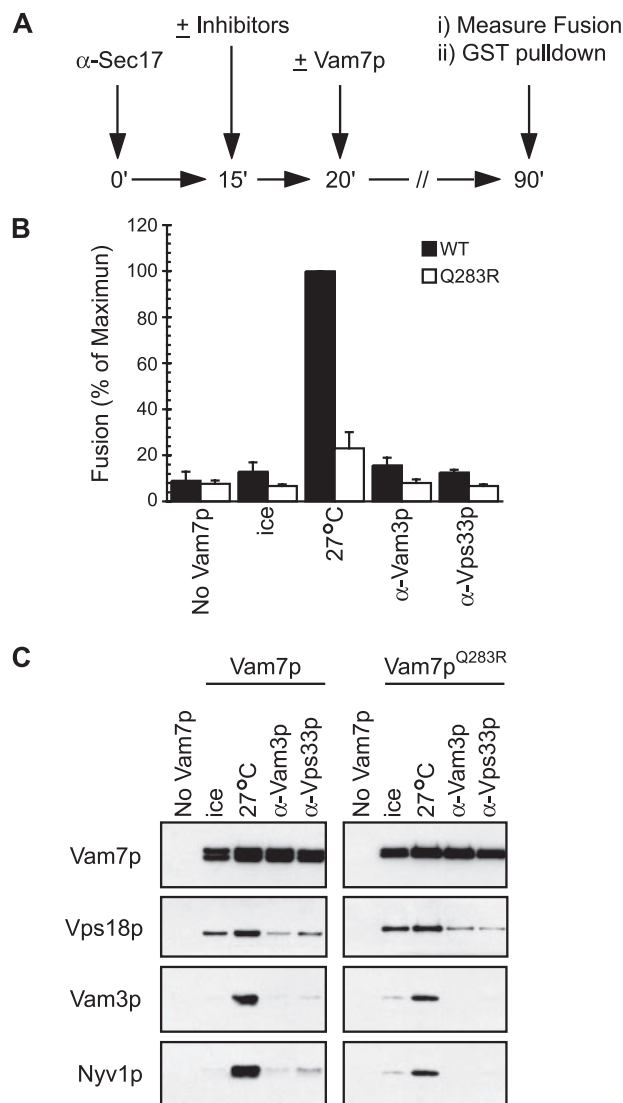 A
α-Sec17
± Inhibitors
± Vam7p
i) Measure Fusion
ii) GST pulldown
0' 15' 20' // 90'
B
Fusion (% of Maximun)
120
100
80
60
40
20
0
WT
Q283R
No Vam7p
ice
27°C
α-Vam3p
α-Vps33p
C
Vam7p
Vam7pQ283R
No Vam7p
ice
27°C
α-Vam3p
α-Vps33p
No Vam7p
ice
27°C
α-Vam3p
α-Vps33p
Vam7p
Vps18p
Vam3p
Nyv1p